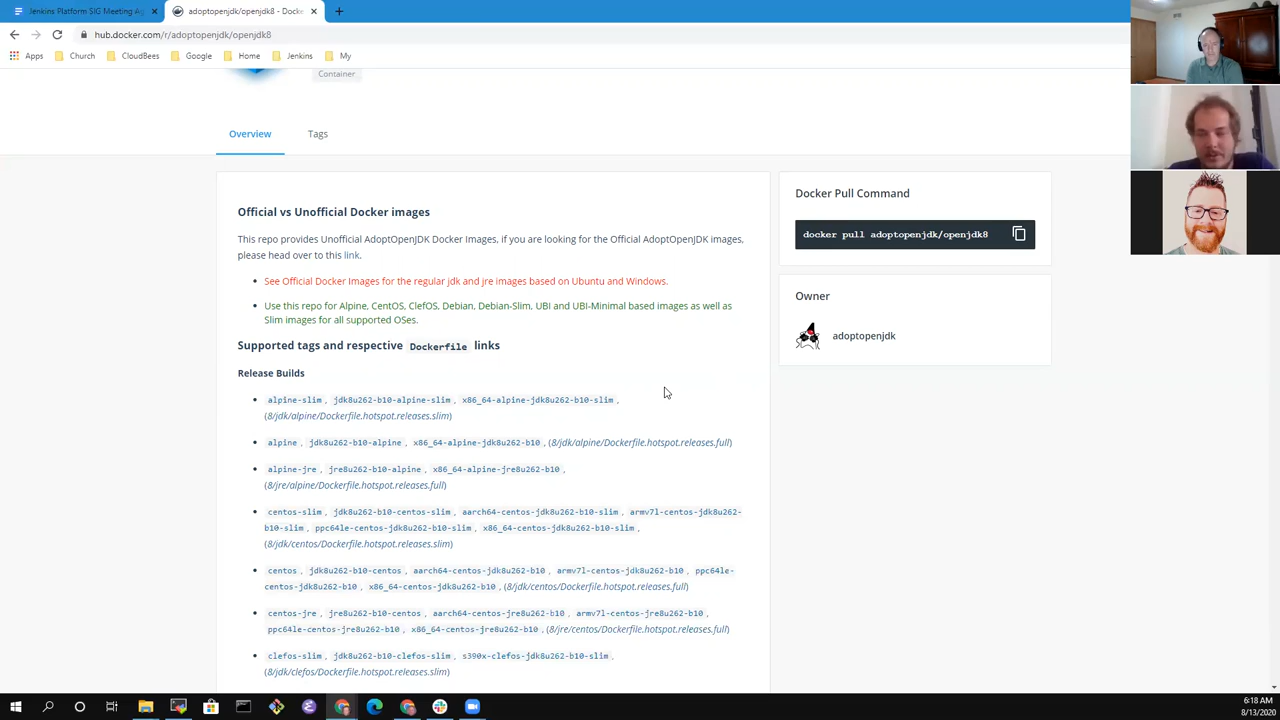 Jenkins Platform SIG Meeting Ag
adoptopenjdk/openjdk8 - Docke
hub.docker.com/r/adoptopenjdk/openjdk8
Apps Church CloudBees Google Home Jenkins My
Container
Overview Tags
Official vs Unofficial Docker images
This repo provides Unofficial AdoptOpenJDK Docker Images, if you are looking for the Official AdoptOpenJDK images,
please head over to this link.
• See Official Docker Images for the regular jdk and jre images based on Ubuntu and Windows.
• Use this repo for Alpine, CentOS, ClefOS, Debian, Debian-Slim, UBI and UBI-Minimal based images as well as
Slim images for all supported OSes.
Supported tags and respective Dockerfile links
Release Builds
• alpine-slim, jdk8u262-b10-alpine-slim, x86_64-alpine-jdk8u262-b10-slim,
(8/jdk/alpine/Dockerfile.hotspot.releases.slim)
• alpine, jdk8u262-b10-alpine, x86_64-alpine-jdk8u262-b10, (8/jdk/alpine/Dockerfile.hotspot.releases.full)
• alpine-jre, jre8u262-b10-alpine, x86_64-alpine-jre8u262-b10,
(8/jre/alpine/Dockerfile.hotspot.releases.full)
• centos-slim, jdk8u262-b10-centos-slim, aarch64-centos-jdk8u262-b10-slim, armv7l-centos-jdk8u262-
b10-slim, ppc64le-centos-jdk8u262-b10-slim, x86_64-centos-jdk8u262-b10-slim,
(8/jdk/centos/Dockerfile.hotspot.releases.slim)
• centos, jdk8u262-b10-centos, aarch64-centos-jdk8u262-b10, armv7l-centos-jdk8u262-b10, ppc64le-
centos-jdk8u262-b10, x86_64-centos-jdk8u262-b10, (8/jdk/centos/Dockerfile.hotspot.releases.full)
• centos-jre, jre8u262-b10-centos, aarch64-centos-jre8u262-b10, armv7l-centos-jre8u262-b10,
ppc64le-centos-jre8u262-b10, x86_64-centos-jre8u262-b10, (8/jre/centos/Dockerfile.hotspot.releases.full)
• clefos-slim, jdk8u262-b10-clefos-slim, s390x-clefos-jdk8u262-b10-slim,
(8/jdk/clefos/Dockerfile.hotspot.releases.slim)
Docker Pull Command
docker pull adoptopenjdk/openjdk8
Owner
adoptopenjdk
6:18 AM
8/13/2020